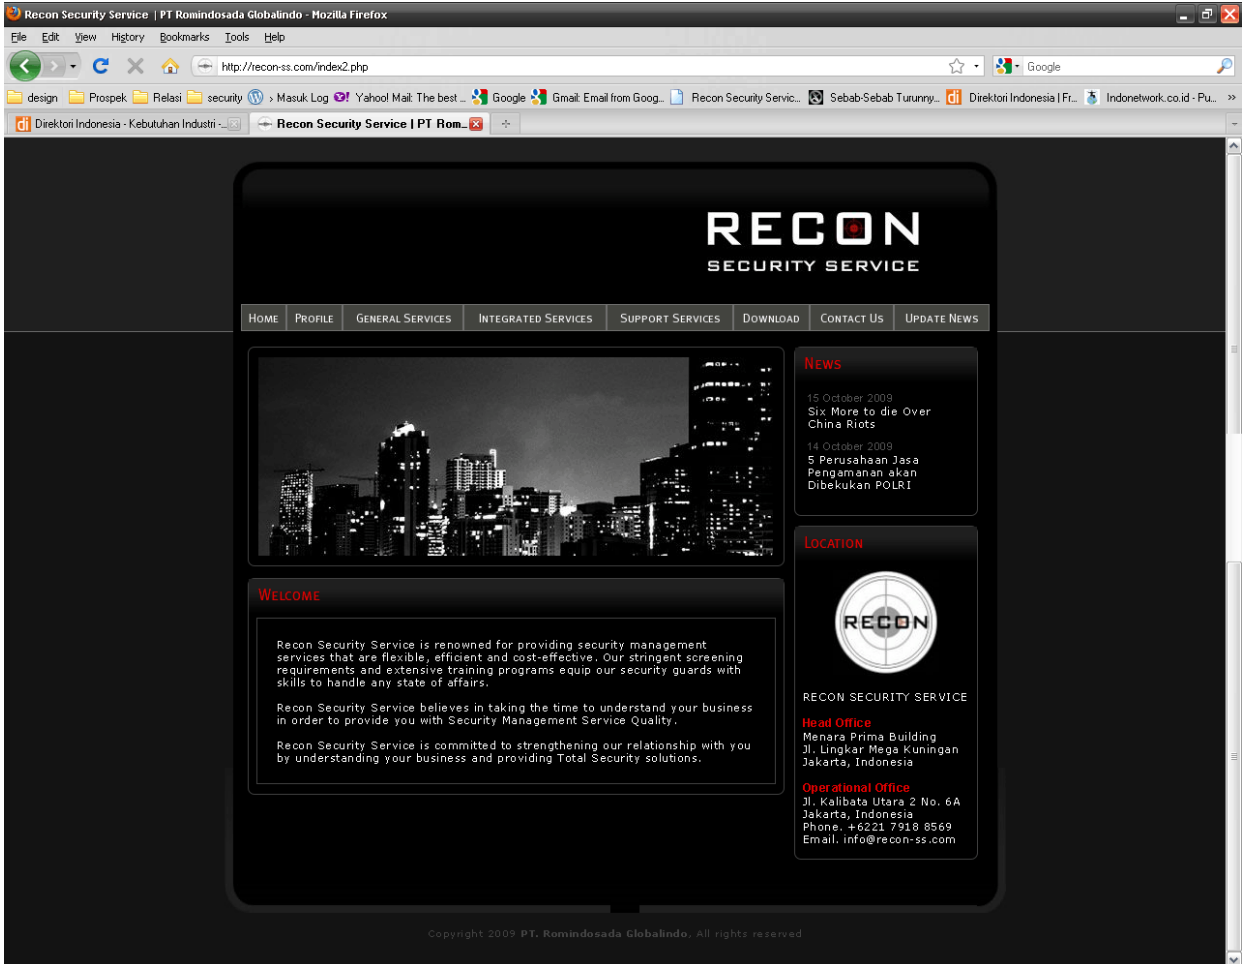 Recon Security Service | PT Romindosada Globalindo - Mozilla Firefox
File Edit View History Bookmarks Tools Help
http://recon-ss.com/index2.php
Google
design Prospek Relasi security › Masuk Log Yahoo! Mail: The best ... Google Gmail: Email from Goog... Recon Security Servic... Sebab-Sebab Turunny... Direktori Indonesia | Fr... Indonetwork.co.id - Pu... »
Direktori Indonesia - Kebutuhan Industri -... Recon Security Service | PT Rom...
RECON
SECURITY SERVICE
Home Profile General Services Integrated Services Support Services Download Contact Us Update News
News
15 October 2009
Six More to die Over
China Riots
14 October 2009
5 Perusahaan Jasa
Pengamanan akan
Dibekukan POLRI
Welcome
Recon Security Service is renowned for providing security management
services that are flexible, efficient and cost-effective. Our stringent screening
requirements and extensive training programs equip our security guards with
skills to handle any state of affairs.
Recon Security Service believes in taking the time to understand your business
in order to provide you with Security Management Service Quality.
Recon Security Service is committed to strengthening our relationship with you
by understanding your business and providing Total Security solutions.
Location
RECON
RECON SECURITY SERVICE
Head Office
Menara Prima Building
Jl. Lingkar Mega Kuningan
Jakarta, Indonesia
Operational Office
Jl. Kalibata Utara 2 No. 6A
Jakarta, Indonesia
Phone. +6221 7918 8569
Email. info@recon-ss.com
Copyright 2009 PT. Romindosada Globalindo. All rights reserved